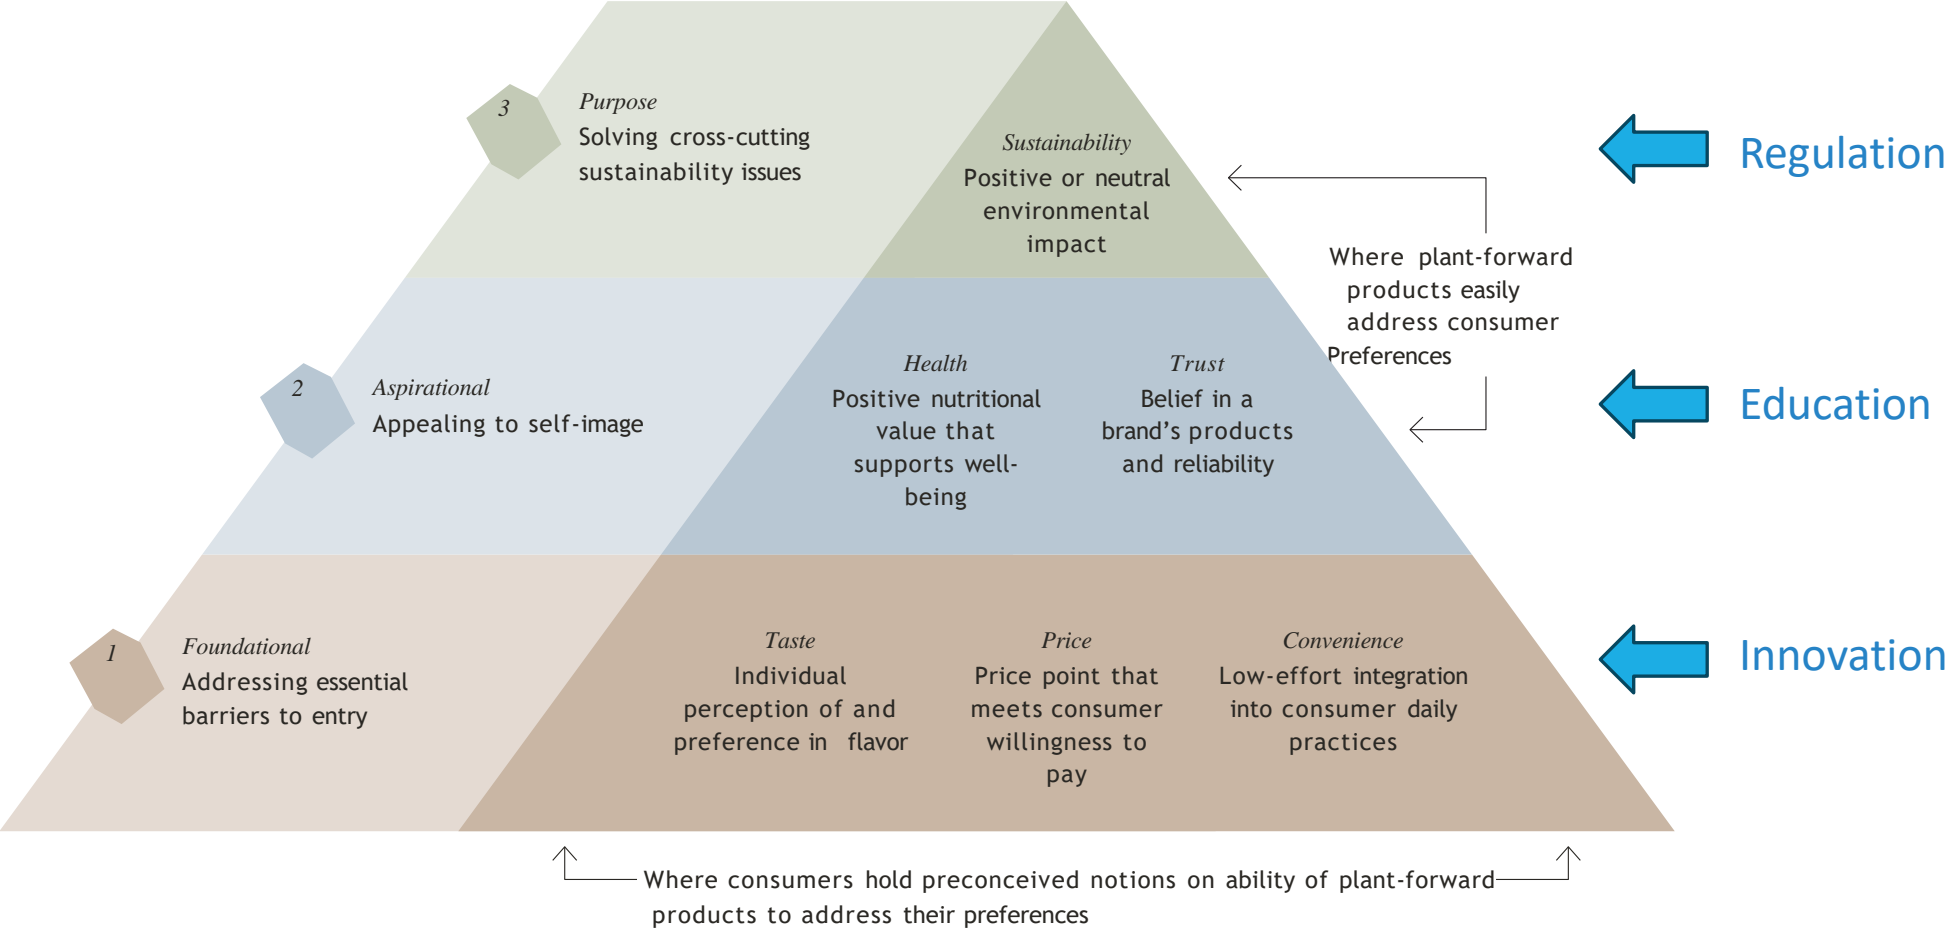 3
Purpose
Solving cross-cutting
sustainability issues
Sustainability
Positive or neutral
environmental
impact
Regulation
Where plant-forward
products easily
address consumer
Preferences
2
Aspirational
Appealing to self-image
Health
Positive nutritional
value that
supports well-
being
Trust
Belief in a
brand’s products
and reliability
Education
1
Foundational
Addressing essential
barriers to entry
Taste
Individual
perception of and
preference in flavor
Price
Price point that
meets consumer
willingness to
pay
Convenience
Low-effort integration
into consumer daily
practices
Innovation
Where consumers hold preconceived notions on ability of plant-forward
products to address their preferences